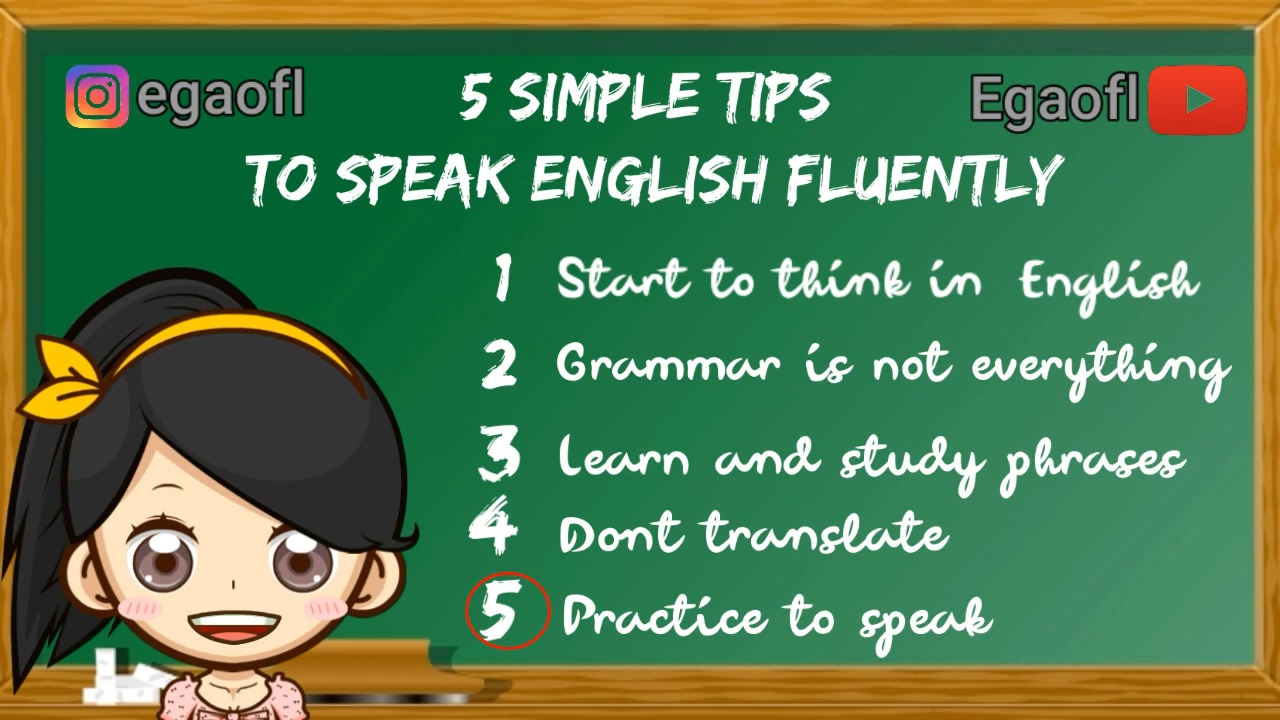 egaofl
Egaofl
5 SIMPLE TIPS
TO SPEAK ENGLISH FLUENTLY
1 Start to think in English
2 Grammar is not everything
3 Learn and study phrases
4 Dont translate
5 Practice to speak